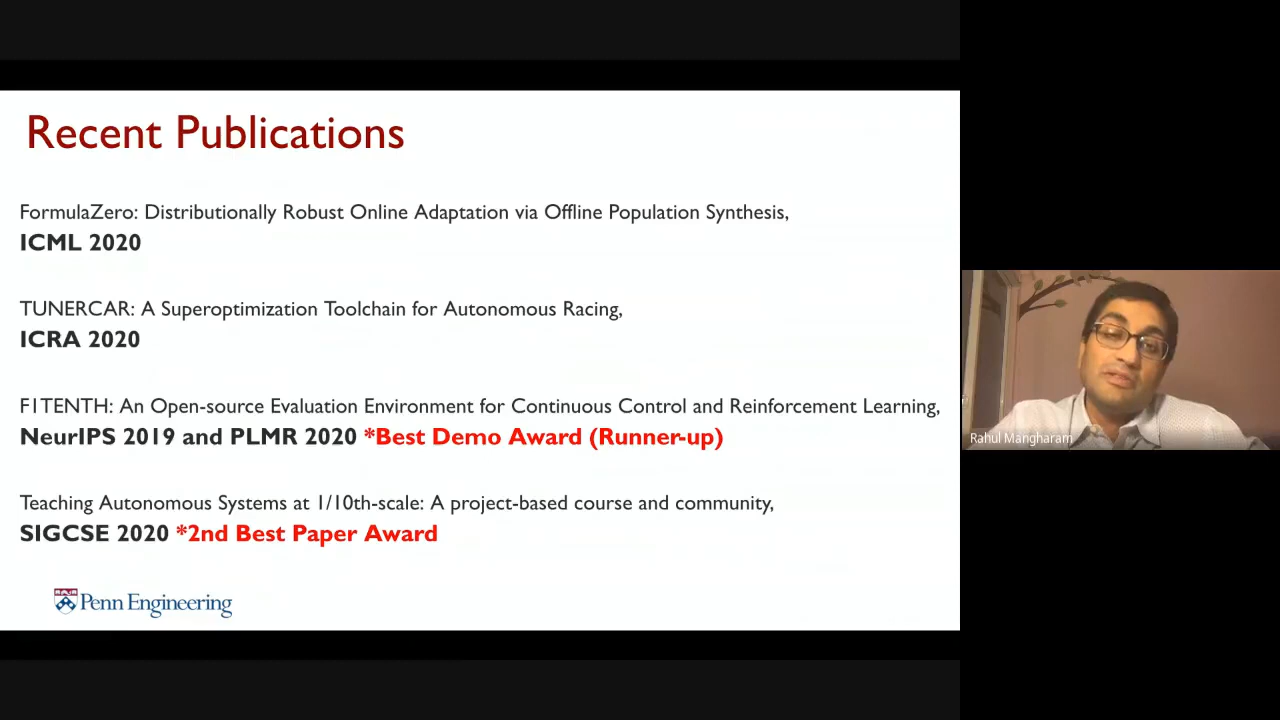 Recent Publications
FormulaZero: Distributionally Robust Online Adaptation via Offline Population Synthesis,
ICML 2020
TUNERCAR: A Superoptimization Toolchain for Autonomous Racing,
ICRA 2020
F1TENTH: An Open-source Evaluation Environment for Continuous Control and Reinforcement Learning,
NeurIPS 2019 and PLMR 2020 *Best Demo Award (Runner-up)
Teaching Autonomous Systems at 1/10th-scale: A project-based course and community,
SIGCSE 2020 *2nd Best Paper Award
Penn Engineering
Rahul Mangharam